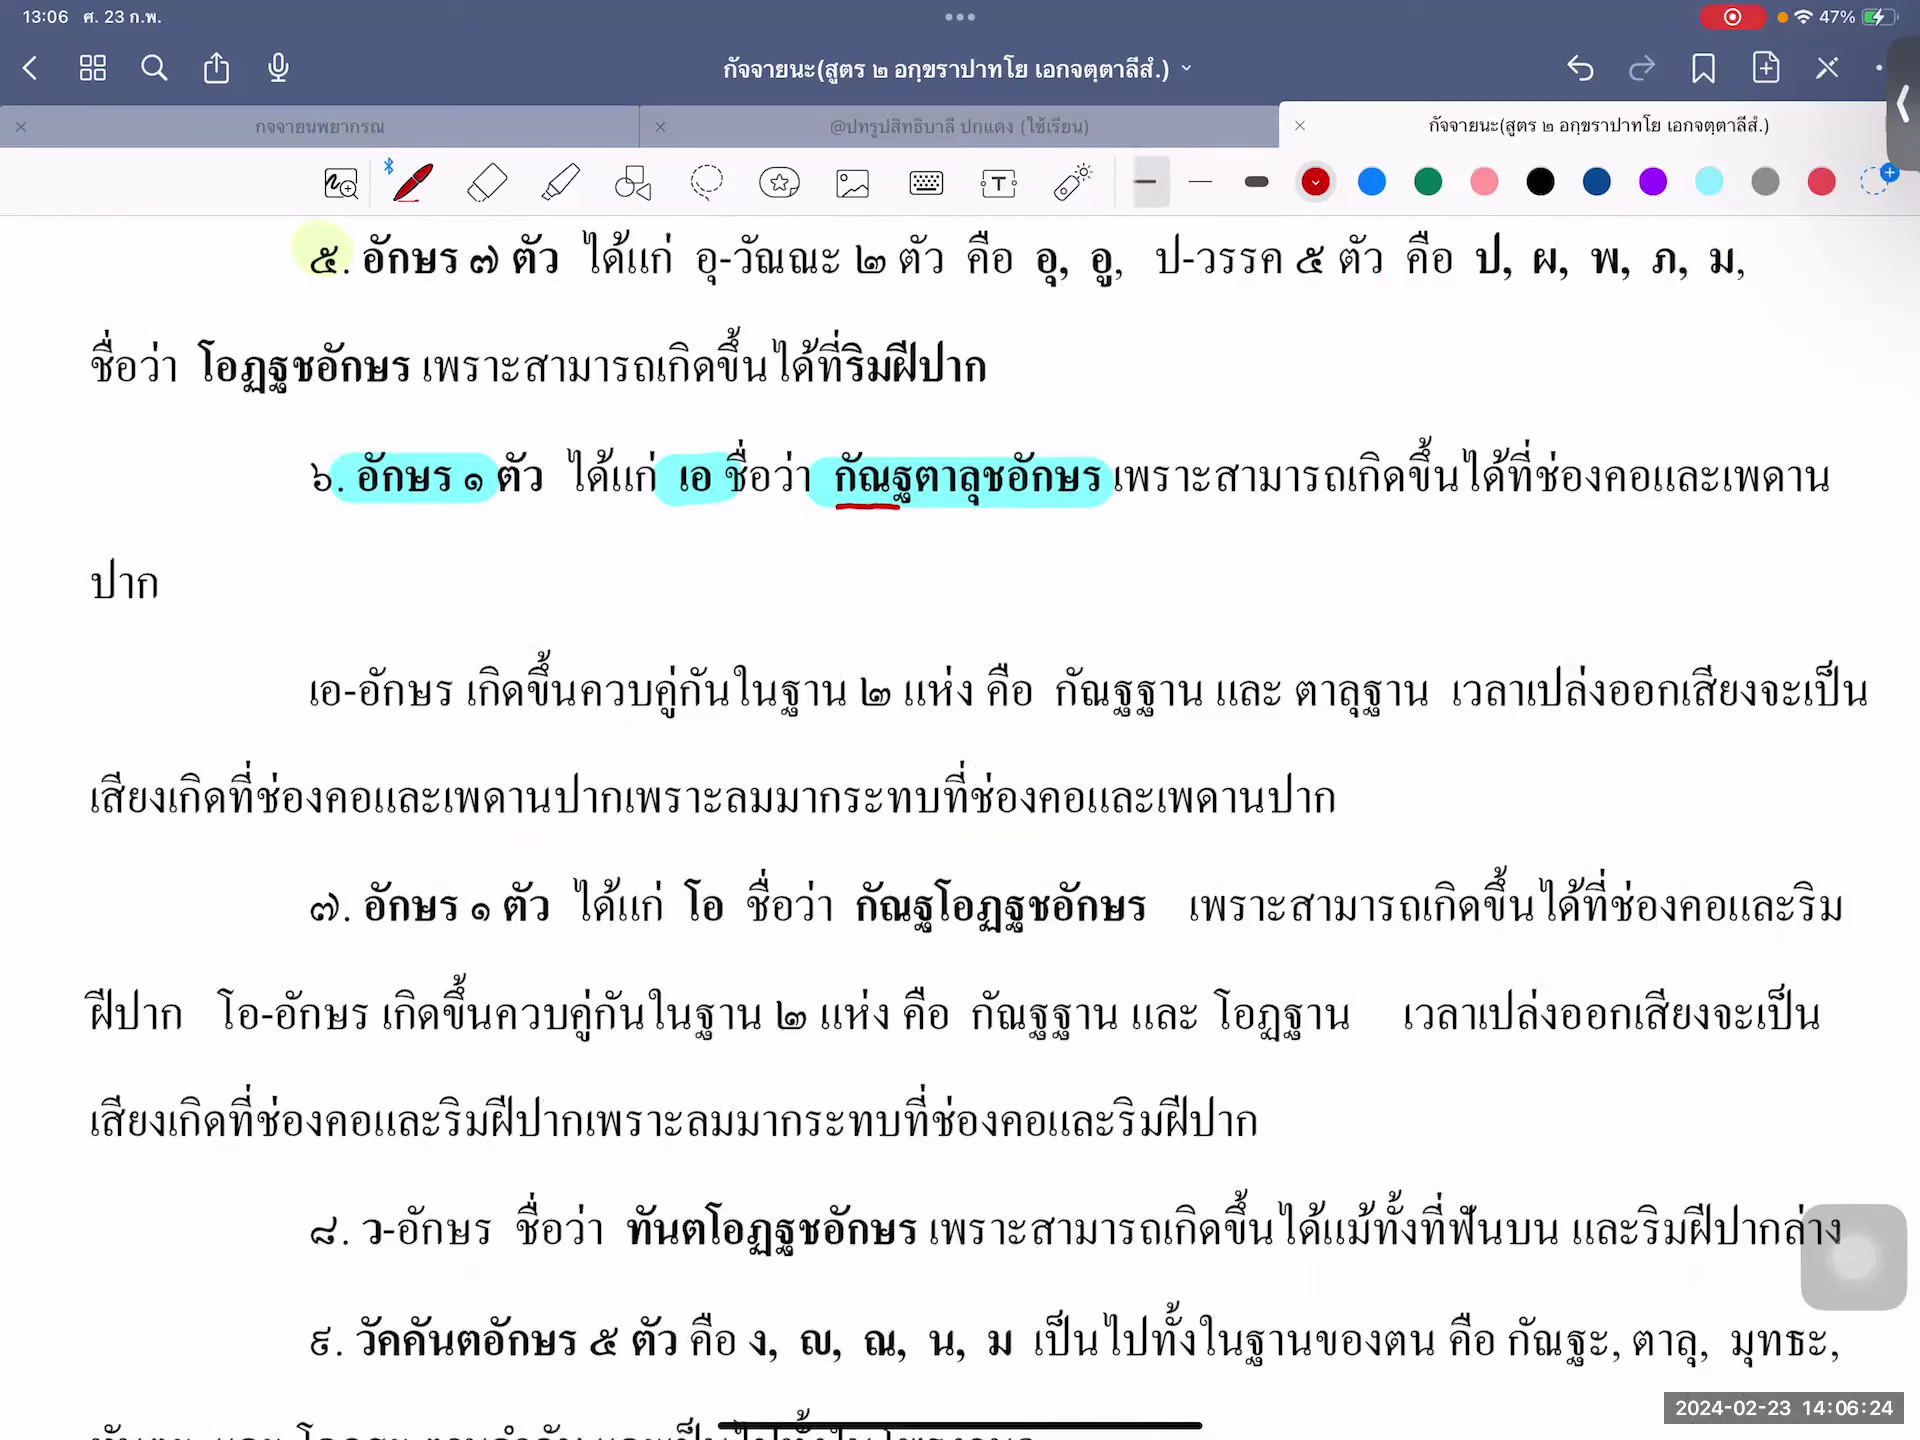 13:06 ศ. 23 ก.พ.
47%
กัจจายนะ(สูตร ๒ อกฺขราปาทโย เอกจตฺตาลีสํ.)
กจจายนพยากรณ
@ปทรูปสิทธิบาลี ปกแดง (ใช้เรียน)
กัจจายนะ(สูตร ๒ อกฺขราปาทโย เอกจตฺตาลีสํ.)
๕. อักษร ๗ ตัว ได้แก่ อุ-วัณณะ ๒ ตัว คือ อุ, อู, ป-วรรค ๕ ตัว คือ ป, ผ, พ, ภ, ม,
ชื่อว่า โอฏฐชอักษร เพราะสามารถเกิดขึ้นได้ที่ริมฝีปาก
๖. อักษร ๑ ตัว ได้แก่ เอ ชื่อว่า กัณฐตาลุชอักษร เพราะสามารถเกิดขึ้นได้ที่ช่องคอและเพดาน
ปาก
เอ-อักษร เกิดขึ้นควบคู่กันในฐาน ๒ แห่ง คือ กัณฐฐาน และ ตาลุฐาน เวลาเปล่งออกเสียงจะเป็น
เสียงเกิดที่ช่องคอและเพดานปากเพราะลมมากระทบที่ช่องคอและเพดานปาก
๗. อักษร ๑ ตัว ได้แก่ โอ ชื่อว่า กัณฐโอฏฐชอักษร เพราะสามารถเกิดขึ้นได้ที่ช่องคอและริม
ฝีปาก โอ-อักษร เกิดขึ้นควบคู่กันในฐาน ๒ แห่ง คือ กัณฐฐาน และ โอฏฐาน เวลาเปล่งออกเสียงจะเป็น
เสียงเกิดที่ช่องคอและริมฝีปากเพราะลมมากระทบที่ช่องคอและริมฝีปาก
๘. ว-อักษร ชื่อว่า ทันตโอฏฐชอักษร เพราะสามารถเกิดขึ้นได้แม้ทั้งที่ฟันบน และริมฝีปากล่าง
๙. วัคคันตอักษร ๕ ตัว คือ ง, ญ, ณ, น, ม เป็นไปทั้งในฐานของตน คือ กัณฐะ, ตาลุ, มุทธะ,
2024-02-23 14:06:24